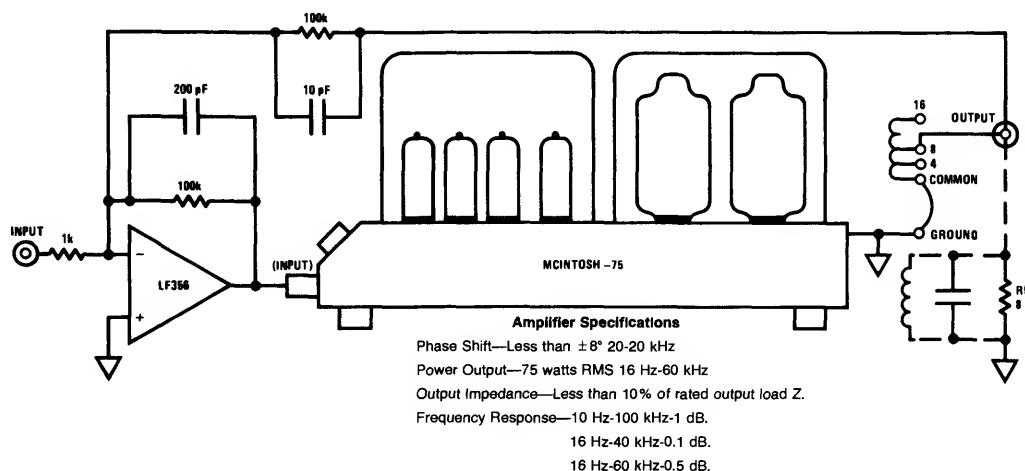 100k
10 pF
200 pF
100k
INPUT
1k
−
LF356
+
(INPUT)
MCINTOSH-75
16
OUTPUT
8
4
COMMON
GROUND
8
Amplifier Specifications
Phase Shift—Less than ±8° 20-20 kHz
Power Output—75 watts RMS 16 Hz-60 kHz
Output Impedance—Less than 10% of rated output load Z.
Frequency Response—10 Hz-100 kHz-1 dB.
16 Hz-40 kHz-0.1 dB.
16 Hz-60 kHz-0.5 dB.